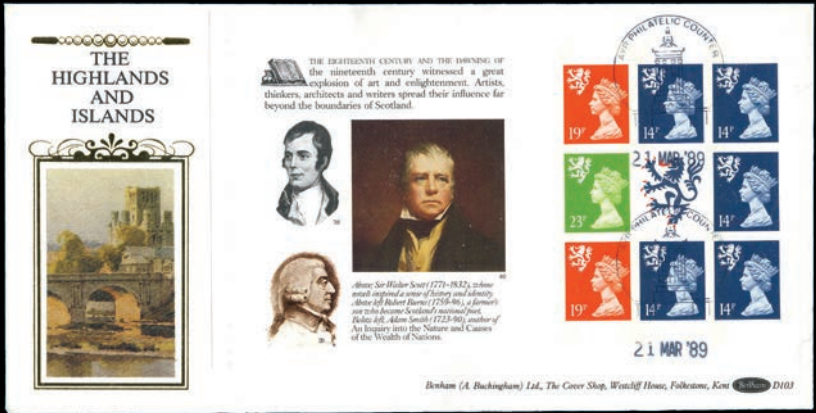 THE
HIGHLANDS
AND
ISLANDS
THE EIGHTEENTH CENTURY AND THE DAWNING OF
the nineteenth century witnessed a great
explosion of art and enlightenment. Artists,
thinkers, architects and writers spread their influence far
beyond the boundaries of Scotland.
Above: Sir Walter Scott (1771–1832), whose
novels inspired a sense of history and identity.
Above left Robert Burns (1759–96), a farmer's
son who became Scotland's national poet.
Below left, Adam Smith (1723–90), author of
An Inquiry into the Nature and Causes
of the Wealth of Nations.
AYR PHILATELIC COUNTER
19P 14P 14P
21 MAR '89
23P 14P
AYR PHILATELIC COUNTER
19P 14P 14P
21 MAR '89
Benham (A. Buckingham) Ltd., The Cover Shop, Westcliff House, Folkestone, Kent Benham D103